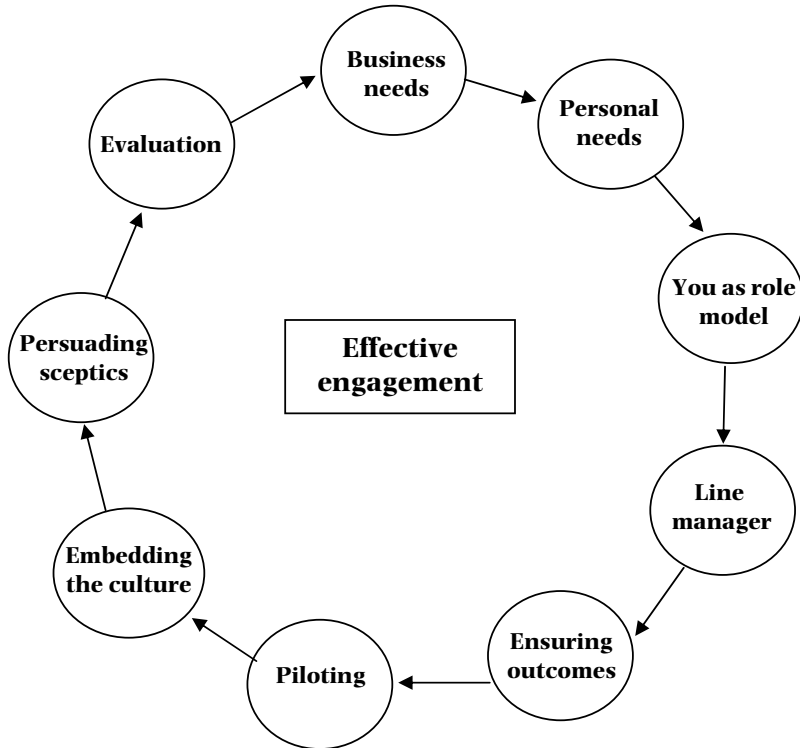 Business
needs
Personal
needs
You as role
model
Line
manager
Ensuring
outcomes
Piloting
Embedding
the culture
Persuading
sceptics
Evaluation
Effective
engagement